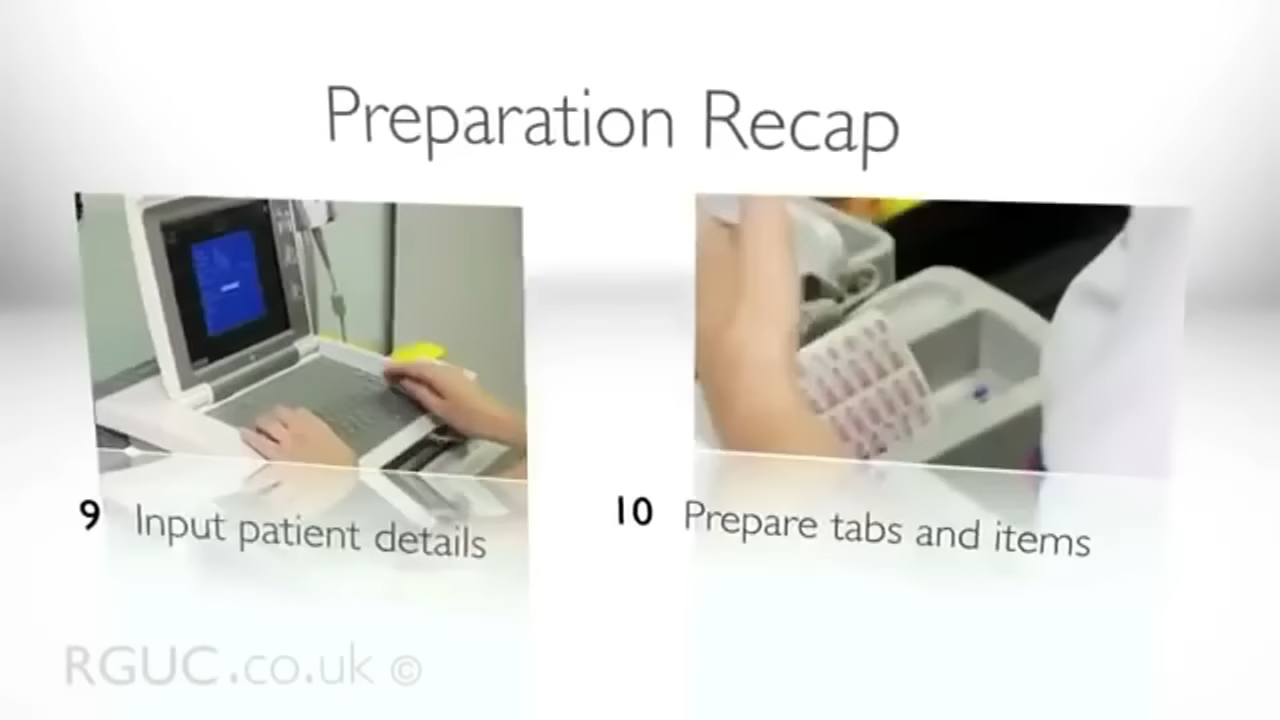 Preparation Recap
9 Input patient details
10 Prepare tabs and items
RGUC.co.uk ©